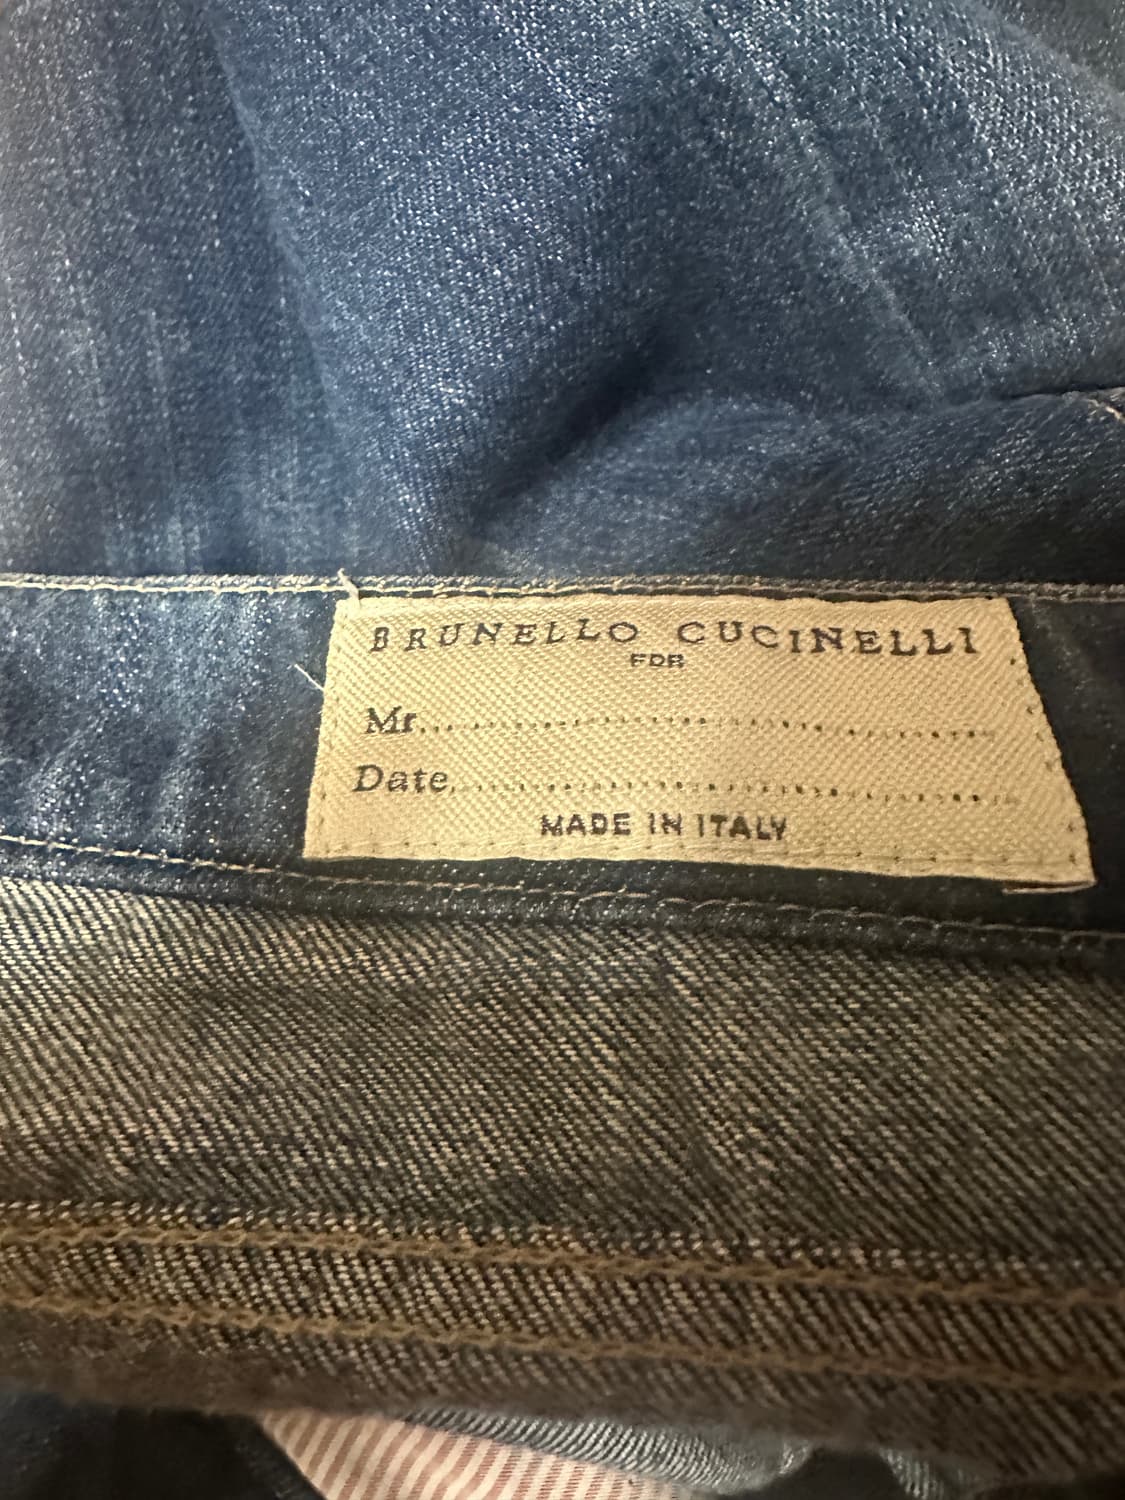 BRUNELLO CUCINELLI
FOR
Mr.......................................
Date.......................................
MADE IN ITALY